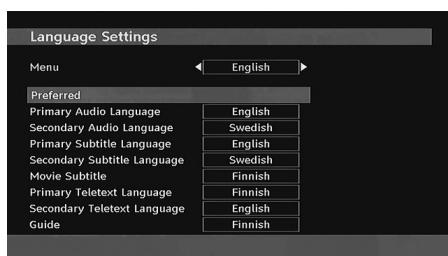 Language Settings
Menu English
Preferred
Primary Audio Language English
Secondary Audio Language Swedish
Primary Subtitle Language English
Secondary Subtitle Language Swedish
Movie Subtitle Finnish
Primary Teletext Language Finnish
Secondary Teletext Language English
Guide Finnish